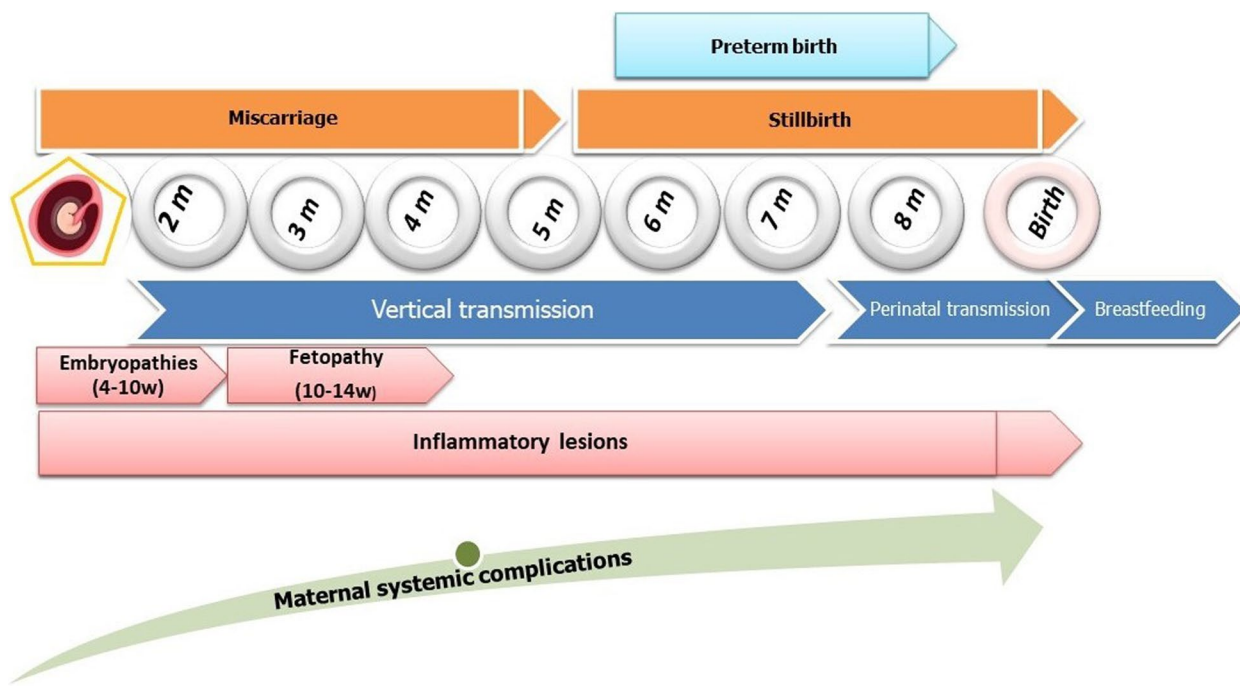 Preterm birth
Miscarriage
Stillbirth
2 m
3 m
4 m
5 m
6 m
7 m
8 m
Birth
Vertical transmission
Perinatal transmission
Breastfeeding
Embryopathies
(4-10w)
Fetopathy
(10-14w)
Inflammatory lesions
Maternal systemic complications